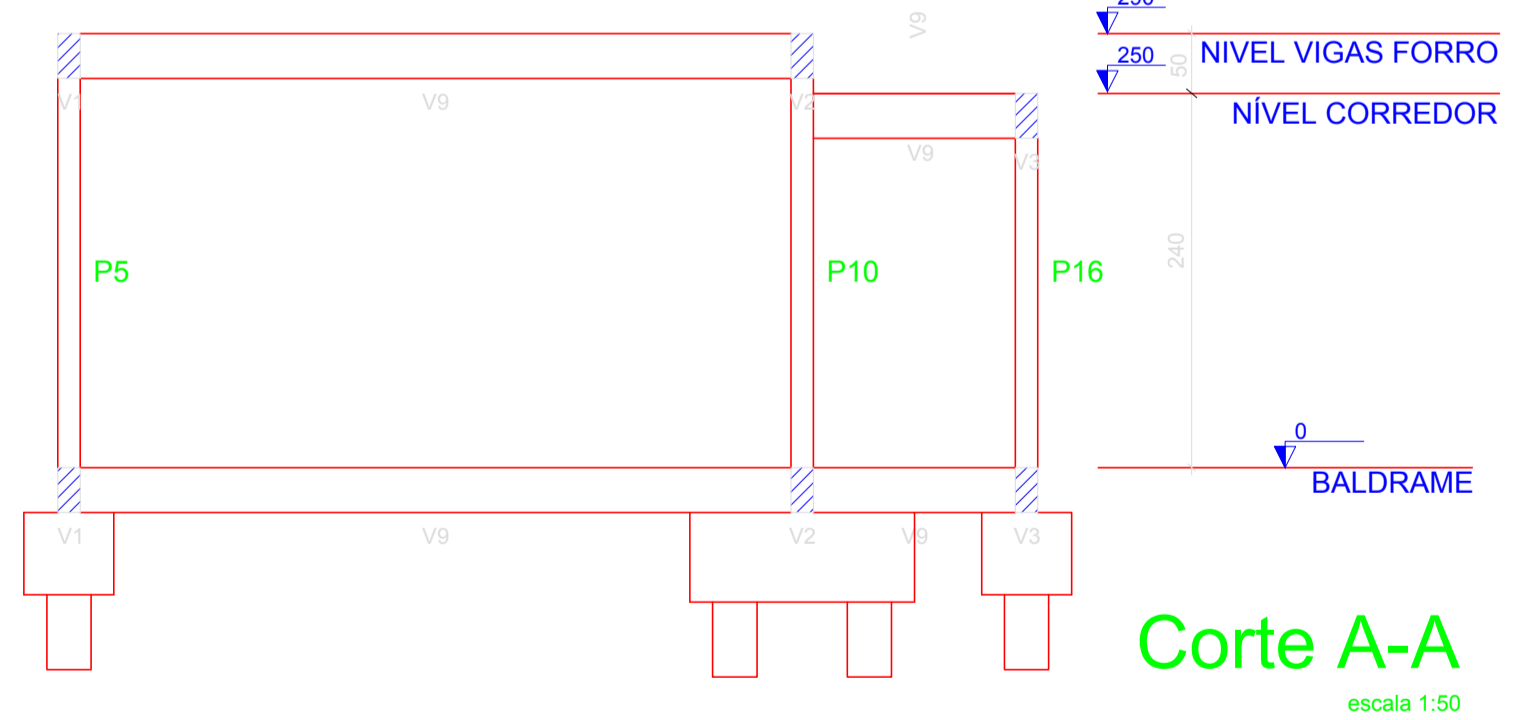 V9
290
NIVEL VIGAS FORRO
250
50
V1
V9
V2
NÍVEL CORREDOR
V9
V3
240
P5
P10
P16
0
BALDRAME
V1
V9
V2
V9
V3
Corte A-A
escala 1:50